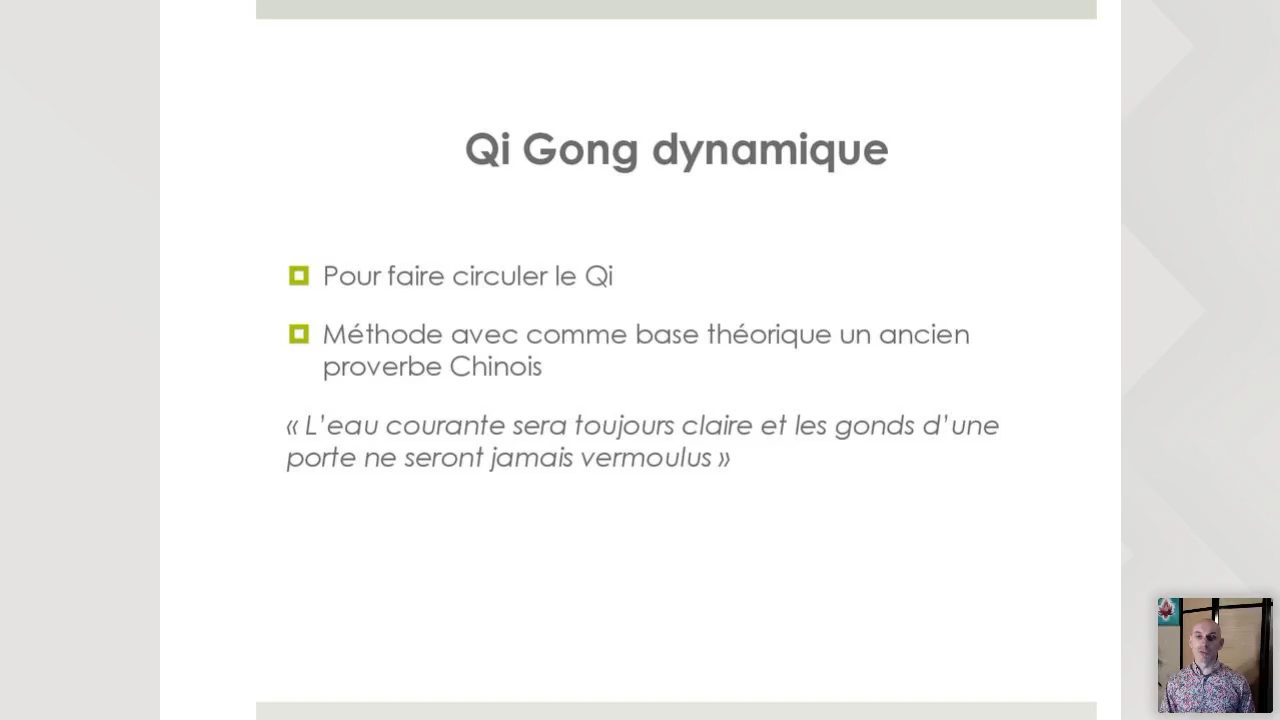 Qi Gong dynamique
Pour faire circuler le Qi
Méthode avec comme base théorique un ancien
proverbe Chinois
« L'eau courante sera toujours claire et les gonds d'une
porte ne seront jamais vermoulus »